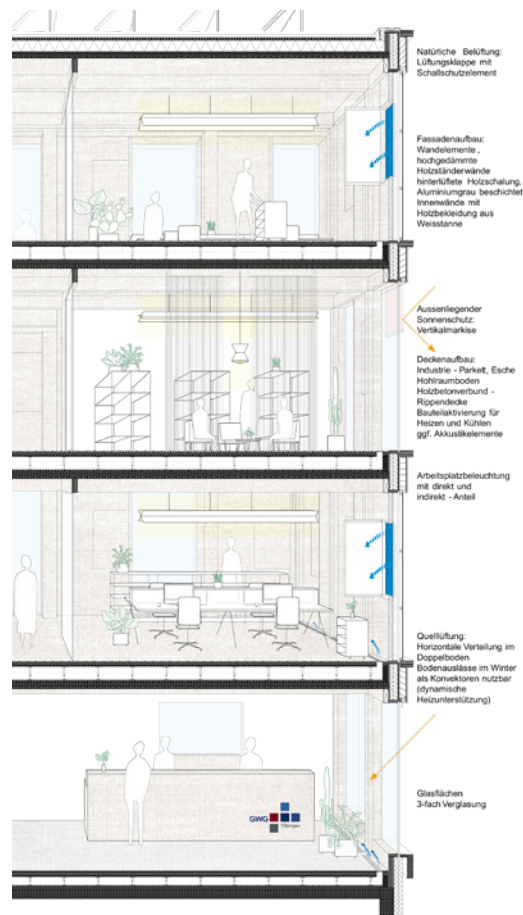 Natürliche Belüftung:
Lüftungsklappe mit
Schallschutzelement
Fassadenaufbau:
Wandelemente ,
hochgedämmte
Holzständerwände
hinterlüftete Holzschalung,
Aluminiumgrau beschichtet
Innenwände mit
Holzbekleidung aus
Weisstanne
Aussenliegender
Sonnenschutz:
Vertikalmarkise
Deckenaufbau:
Industrie - Parkett, Esche
Hohlraumboden
Holzbetonverbund -
Rippendecke
Bauteilaktivierung für
Heizen und Kühlen
ggf. Akkustikelemente
Arbeitsplatzbeleuchtung
mit direkt und
indirekt - Anteil
Quelllüftung:
Horizontale Verteilung im
Doppelboden
Bodenauslässe im Winter
als Konvektoren nutzbar
(dynamische
Heizunterstützung)
Glasflächen
3-fach Verglasung
GWG
Tübingen